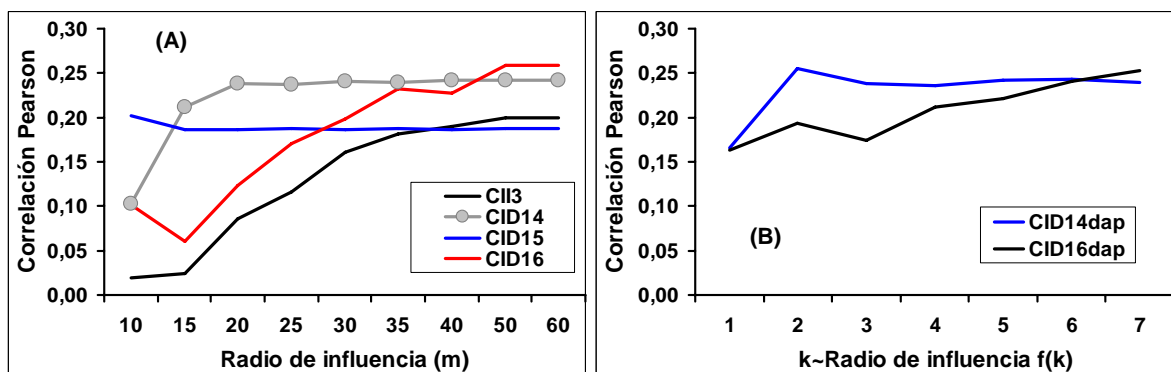 (A)
Correlación Pearson
0,30
0,25
0,20
0,15
0,10
0,05
0,00
CII3
CID14
CID15
CID16
10 15 20 25 30 35 40 50 60
Radio de influencia (m)
(B)
Correlación Pearson
0,30
0,25
0,20
0,15
0,10
0,05
0,00
CID14dap
CID16dap
1 2 3 4 5 6 7
k~Radio de influencia f(k)